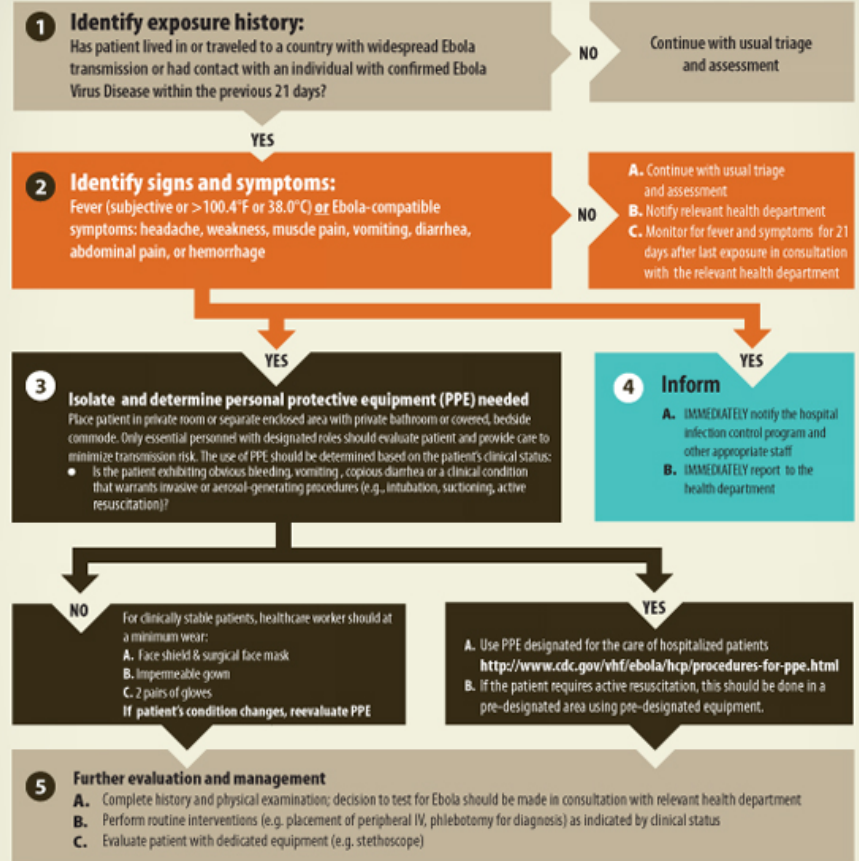 1
Identify exposure history:
Has patient lived in or traveled to a country with widespread Ebola
transmission or had contact with an individual with confirmed Ebola
Virus Disease within the previous 21 days?
NO
Continue with usual triage
and assessment
YES
2
Identify signs and symptoms:
Fever (subjective or >100.4°F or 38.0°C) or Ebola-compatible
symptoms: headache, weakness, muscle pain, vomiting, diarrhea,
abdominal pain, or hemorrhage
NO
A. Continue with usual triage
and assessment
B. Notify relevant health department
C. Monitor for fever and symptoms for 21
days after last exposure in consultation
with the relevant health department
YES
YES
3
Isolate and determine personal protective equipment (PPE) needed
Place patient in private room or separate enclosed area with private bathroom or covered, bedside
commode. Only essential personnel with designated roles should evaluate patient and provide care to
minimize transmission risk. The use of PPE should be determined based on the patient's clinical status:
• Is the patient exhibiting obvious bleeding, vomiting , copious diarrhea or a clinical condition
that warrants invasive or aerosol-generating procedures (e.g., intubation, suctioning, active
resuscitation)?
4
Inform
A. IMMEDIATELY notify the hospital
infection control program and
other appropriate staff
B. IMMEDIATELY report to the
health department
NO
For clinically stable patients, healthcare worker should at
a minimum wear:
A. Face shield & surgical face mask
B. Impermeable gown
C. 2 pairs of gloves
If patient's condition changes, reevaluate PPE
YES
A. Use PPE designated for the care of hospitalized patients
http://www.cdc.gov/vhf/ebola/hcp/procedures-for-ppe.html
B. If the patient requires active resuscitation, this should be done in a
pre-designated area using pre-designated equipment.
5
Further evaluation and management
A. Complete history and physical examination; decision to test for Ebola should be made in consultation with relevant health department
B. Perform routine interventions (e.g. placement of peripheral IV, phlebotomy for diagnosis) as indicated by clinical status
C. Evaluate patient with dedicated equipment (e.g. stethoscope)